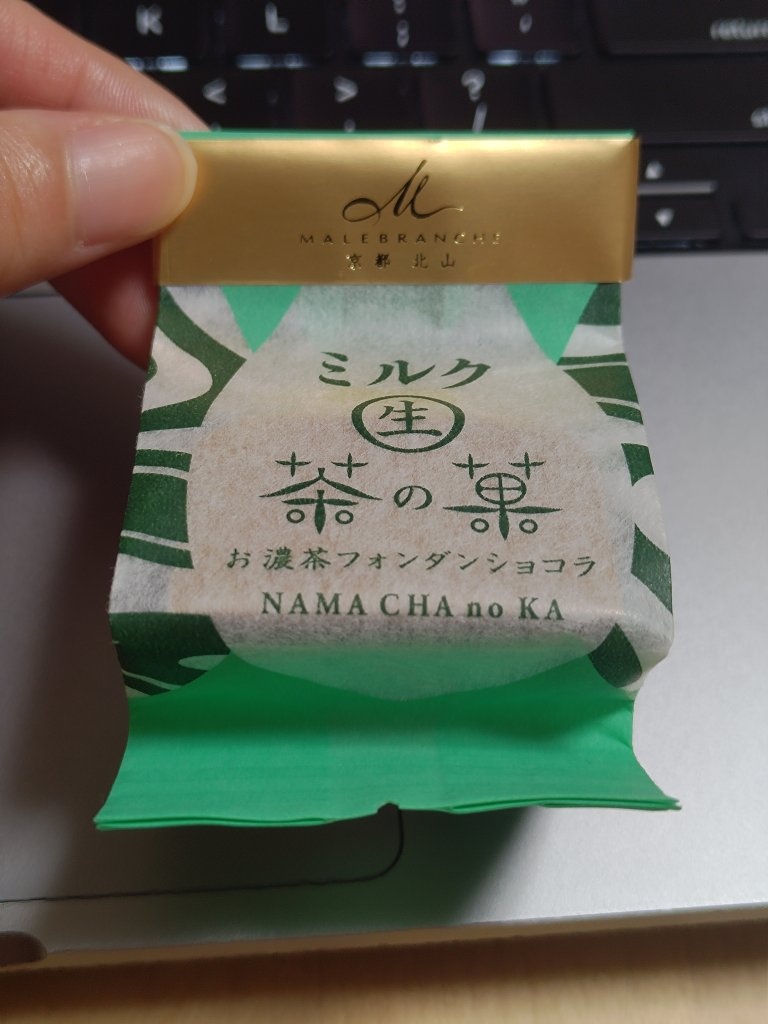 K L : ;
< > ? /
return
M
MALEBRANCHE
京都 北山
ミルク
生
茶の菓
お濃茶フォンダンショコラ
NAMA CHA no KA